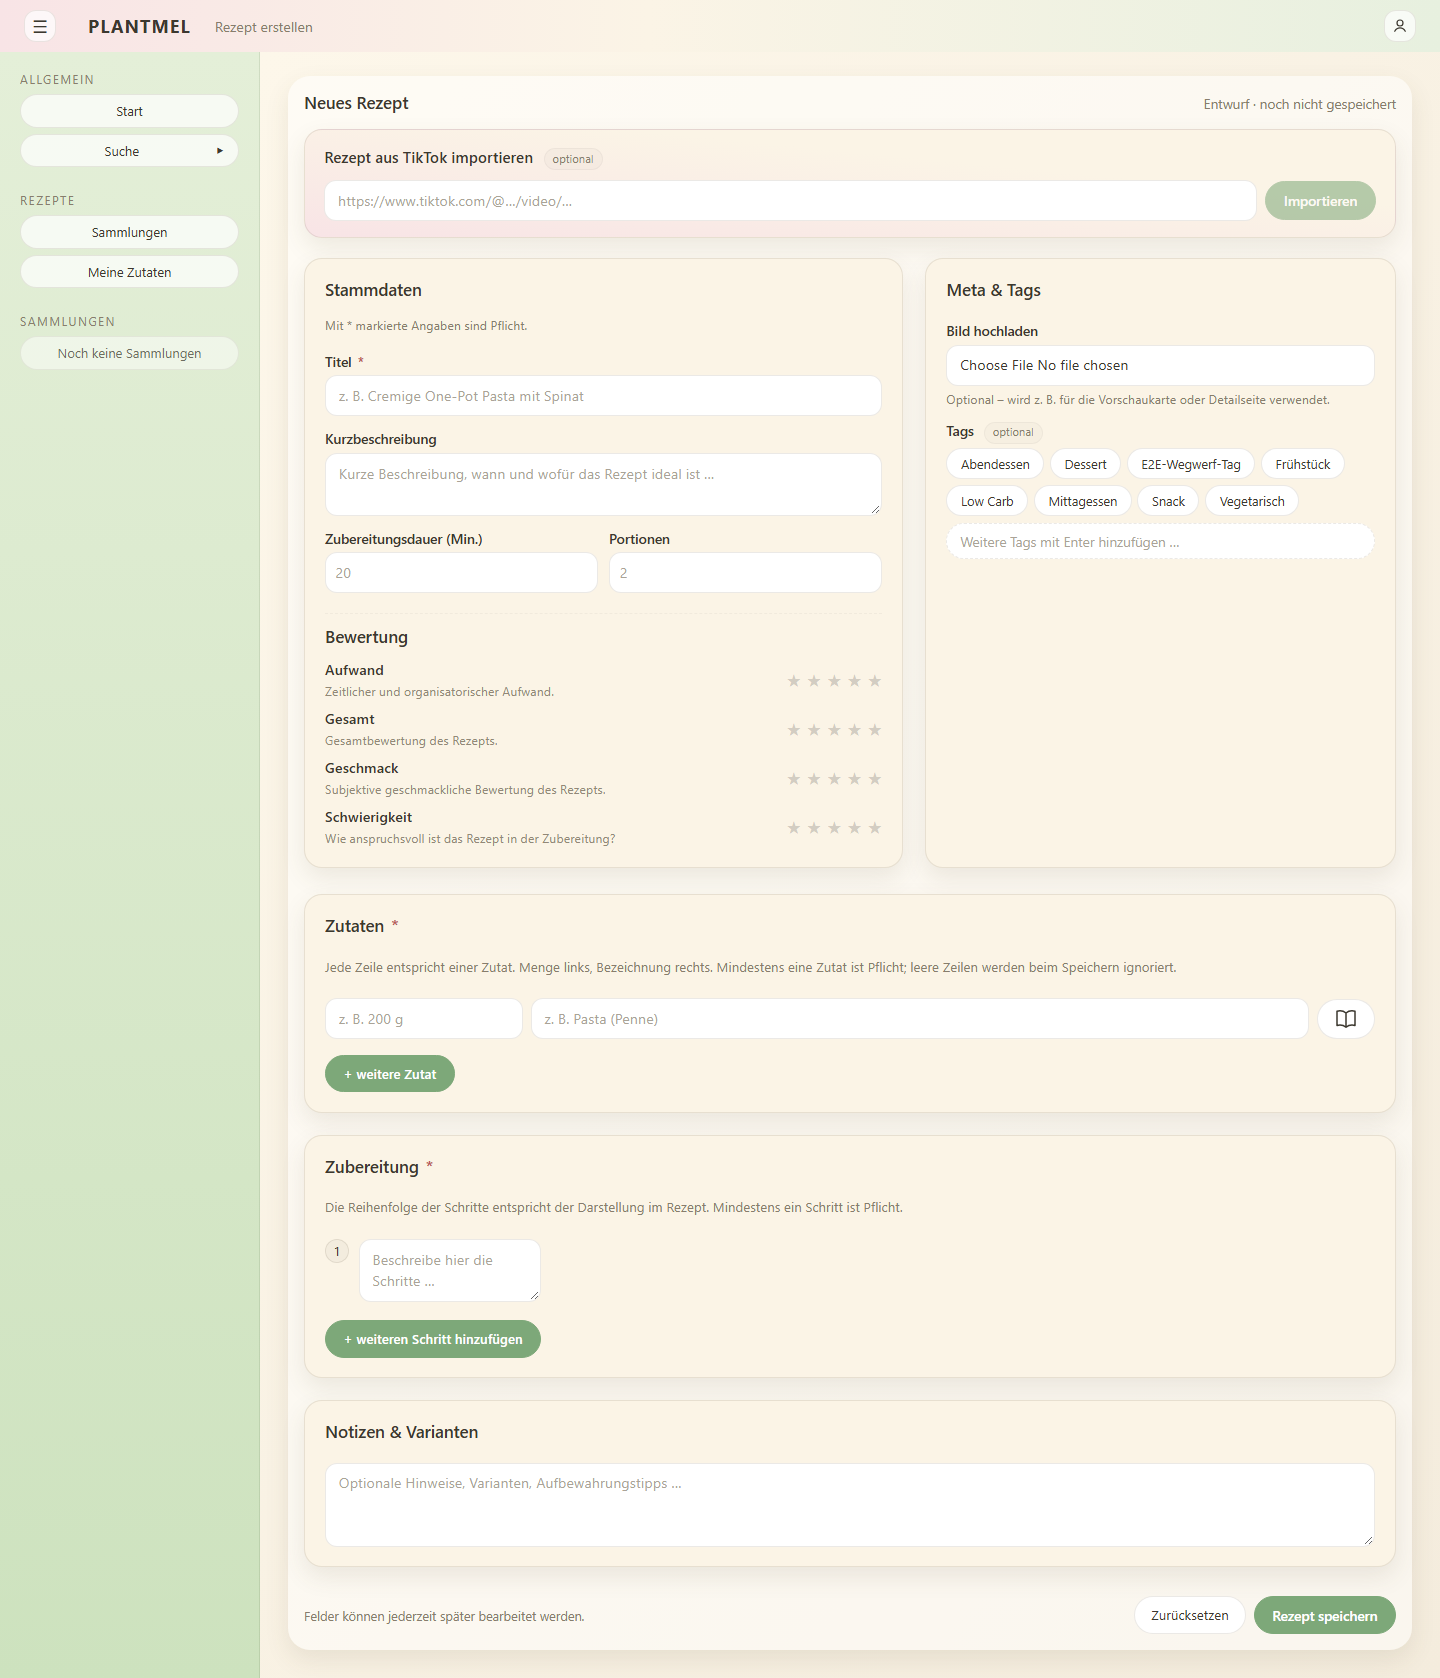 PLANTMEL
Rezept erstellen
ALLGEMEIN
Start
Suche
REZEPTE
Sammlungen
Meine Zutaten
SAMMLUNGEN
Noch keine Sammlungen
Neues Rezept
Entwurf · noch nicht gespeichert
Rezept aus TikTok importieren optional
https://www.tiktok.com/@.../video/...
Importieren
Stammdaten
Mit * markierte Angaben sind Pflicht.
Titel *
z. B. Cremige One-Pot Pasta mit Spinat
Kurzbeschreibung
Kurze Beschreibung, wann und wofür das Rezept ideal ist ...
Zubereitungsdauer (Min.)
Portionen
20
2
Bewertung
Aufwand
Zeitlicher und organisatorischer Aufwand.
★ ★ ★ ★ ★
Gesamt
Gesamtbewertung des Rezepts.
★ ★ ★ ★ ★
Geschmack
Subjektive geschmackliche Bewertung des Rezepts.
★ ★ ★ ★ ★
Schwierigkeit
Wie anspruchsvoll ist das Rezept in der Zubereitung?
★ ★ ★ ★ ★
Meta & Tags
Bild hochladen
Choose File No file chosen
Optional – wird z. B. für die Vorschaukarte oder Detailseite verwendet.
Tags optional
Abendessen Dessert E2E-Wegwerf-Tag Frühstück
Low Carb Mittagessen Snack Vegetarisch
Weitere Tags mit Enter hinzufügen ...
Zutaten *
Jede Zeile entspricht einer Zutat. Menge links, Bezeichnung rechts. Mindestens eine Zutat ist Pflicht; leere Zeilen werden beim Speichern ignoriert.
z. B. 200 g
z. B. Pasta (Penne)
+ weitere Zutat
Zubereitung *
Die Reihenfolge der Schritte entspricht der Darstellung im Rezept. Mindestens ein Schritt ist Pflicht.
1
Beschreibe hier die
Schritte ...
+ weiteren Schritt hinzufügen
Notizen & Varianten
Optionale Hinweise, Varianten, Aufbewahrungstipps ...
Felder können jederzeit später bearbeitet werden.
Zurücksetzen
Rezept speichern